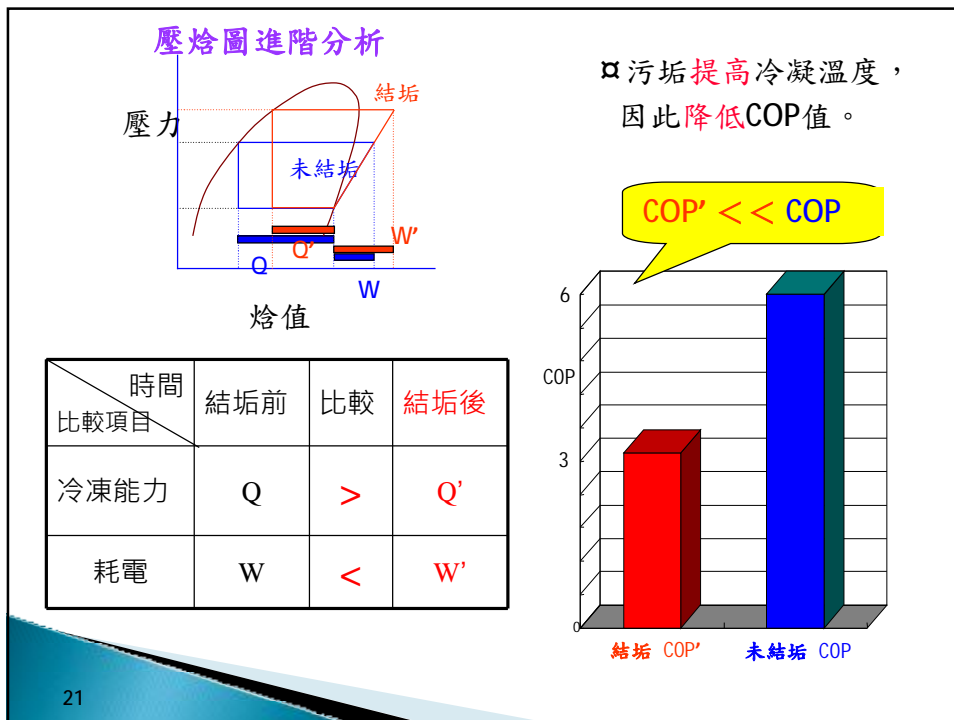 壓焓圖進階分析
壓力
結垢
未結垢
Q
Q’
W’
W
焓值
¤污垢提高冷凝溫度，
因此降低COP值。
COP’ << COP
6
COP
3
0
結垢 COP’
未結垢 COP
時間
比較項目
結垢前
比較
結垢後
冷凍能力
Q
>
Q’
耗電
W
<
W’
21